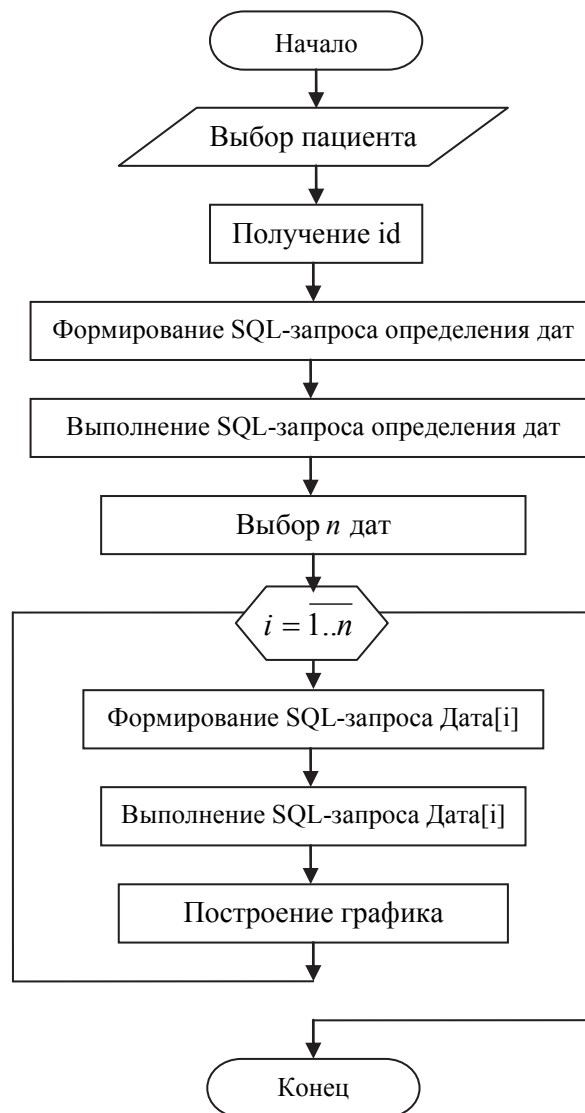 Начало
Выбор пациента
Получение id
Формирование SQL-запроса определения дат
Выполнение SQL-запроса определения дат
Выбор n дат
i = 1..n
Формирование SQL-запроса Дата[i]
Выполнение SQL-запроса Дата[i]
Построение графика
Конец